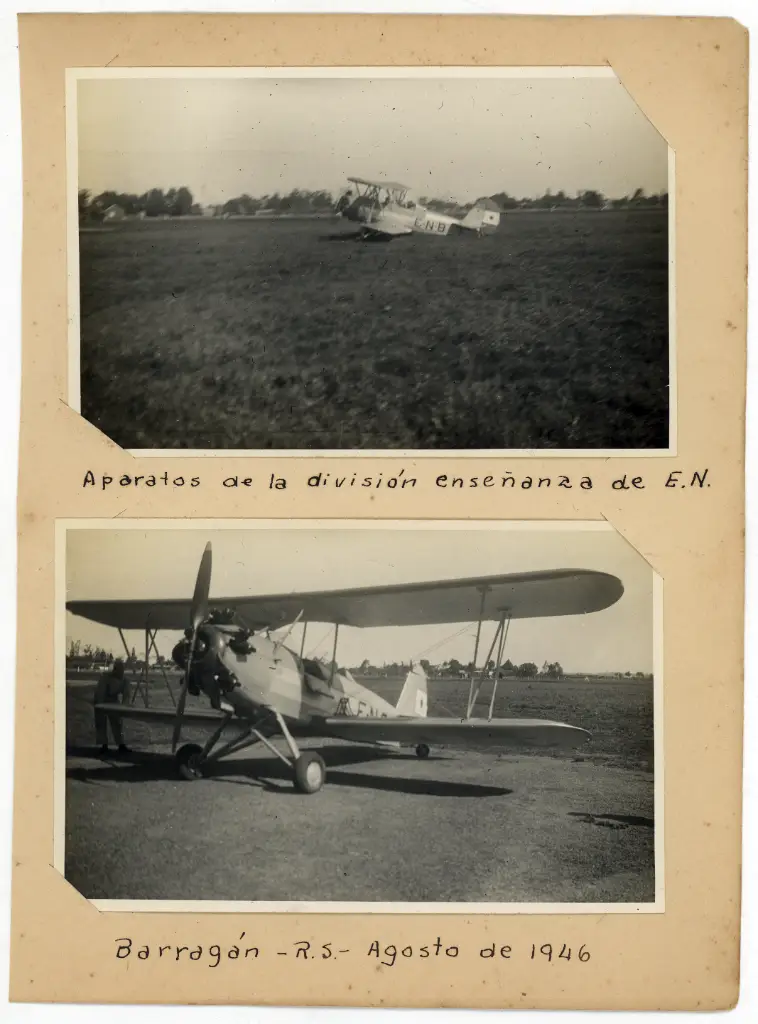 E-N-B
Aparatos de la división enseñanza de E.N.
Barragán - R.S.- Agosto de 1946